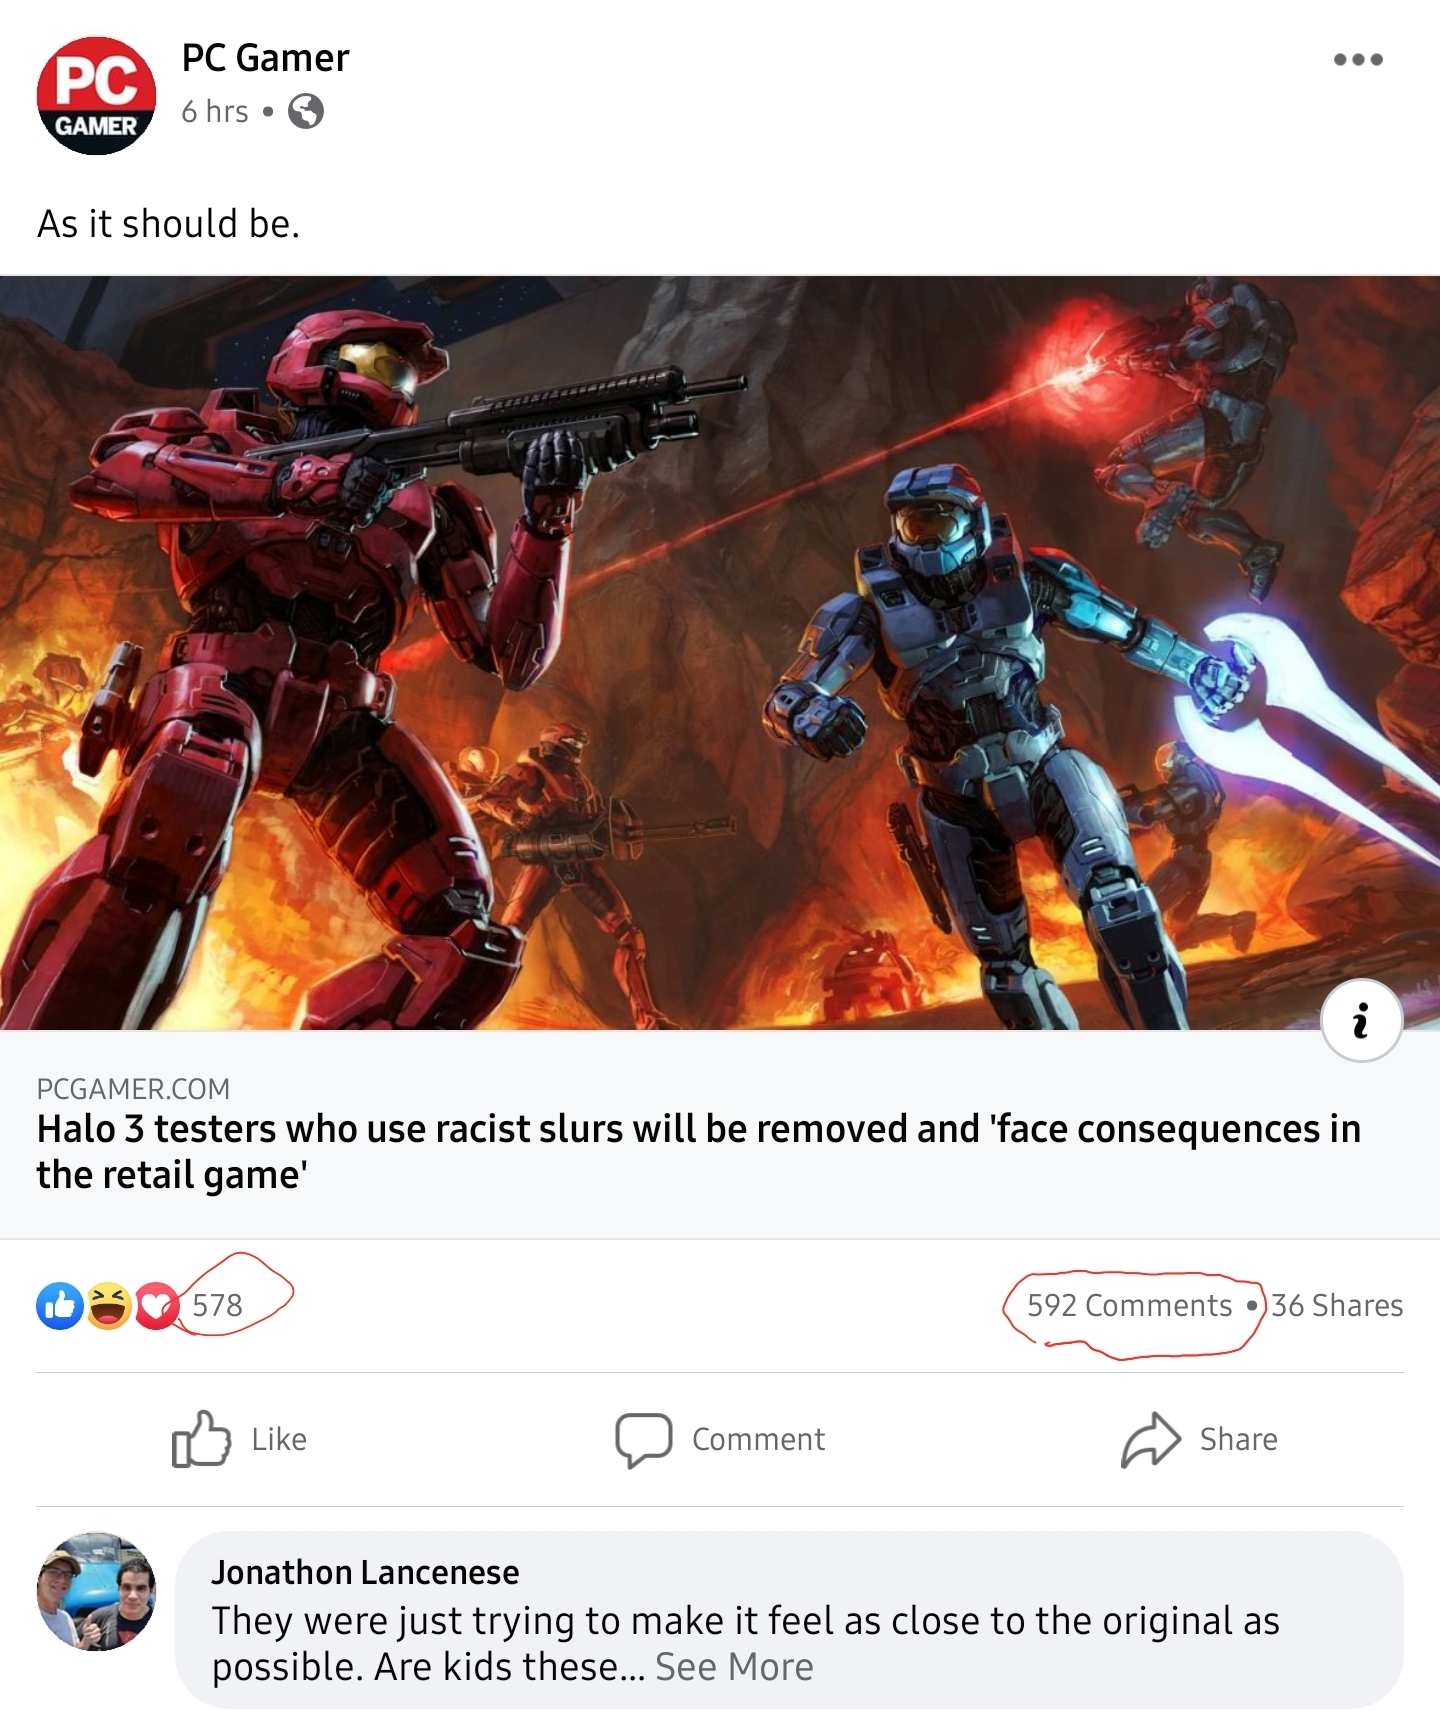 PC Gamer
6 hrs •
PC
GAMER
As it should be.
i
PCGAMER.COM
Halo 3 testers who use racist slurs will be removed and 'face consequences in
the retail game'
578
592 Comments • 36 Shares
Like
Comment
Share
Jonathon Lancenese
They were just trying to make it feel as close to the original as
possible. Are kids these... See More